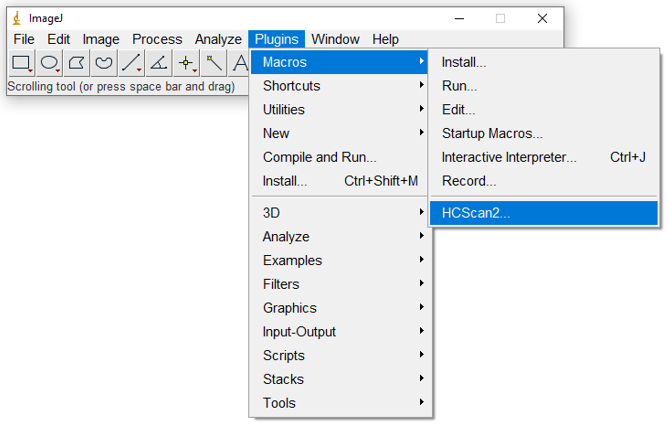 ImageJ
File Edit Image Process Analyze Plugins Window Help
A
Scrolling tool (or press space bar and drag)
Macros
Shortcuts
Utilities
New
Compile and Run...
Install... Ctrl+Shift+M
3D
Analyze
Examples
Filters
Graphics
Input-Output
Scripts
Stacks
Tools
Install...
Run...
Edit...
Startup Macros...
Interactive Interpreter... Ctrl+J
Record...
HCScan2...